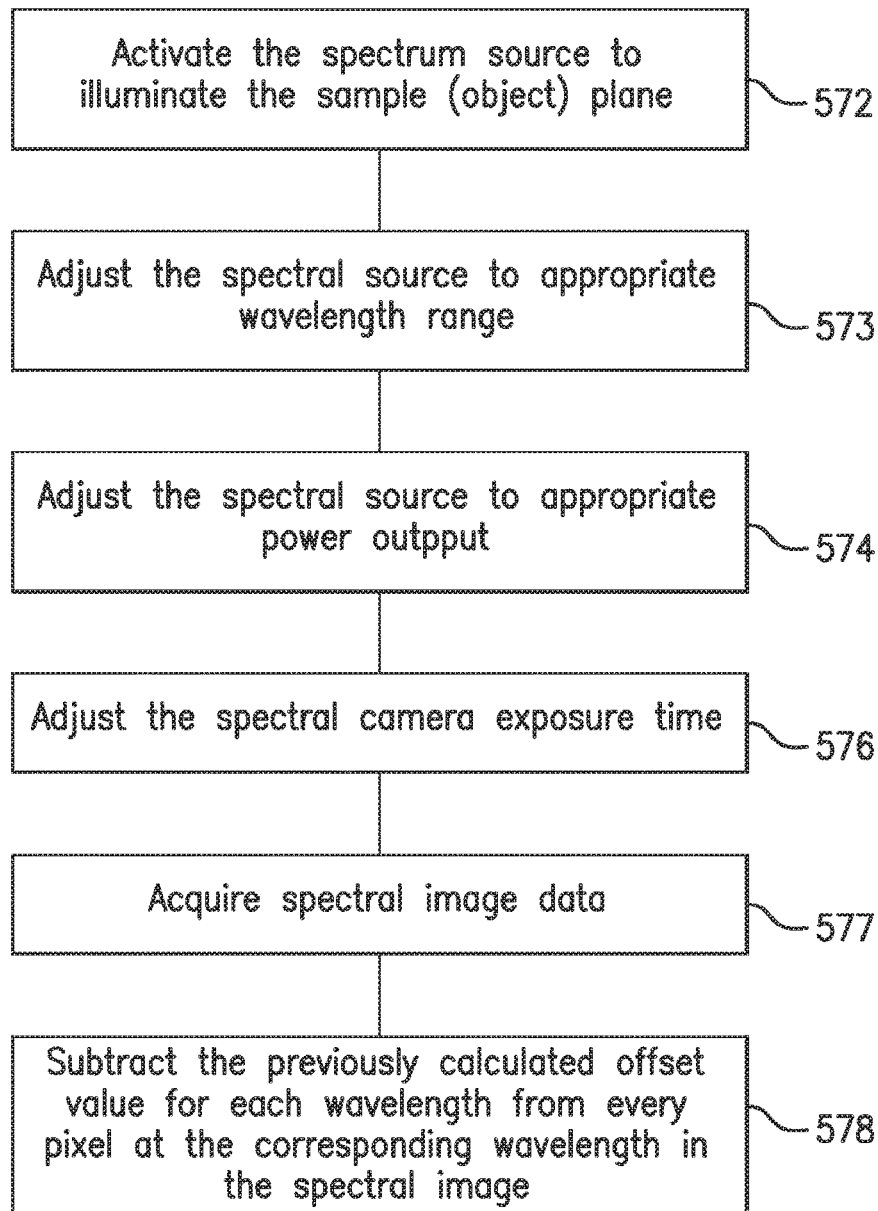 Activate the spectrum source to
illuminate the sample (object) plane
572
Adjust the spectral source to appropriate
wavelength range
573
Adjust the spectral source to appropriate
power outpput
574
Adjust the spectral camera exposure time
576
Acquire spectral image data
577
Subtract the previously calculated offset
value for each wavelength from every
pixel at the corresponding wavelength in
the spectral image
578